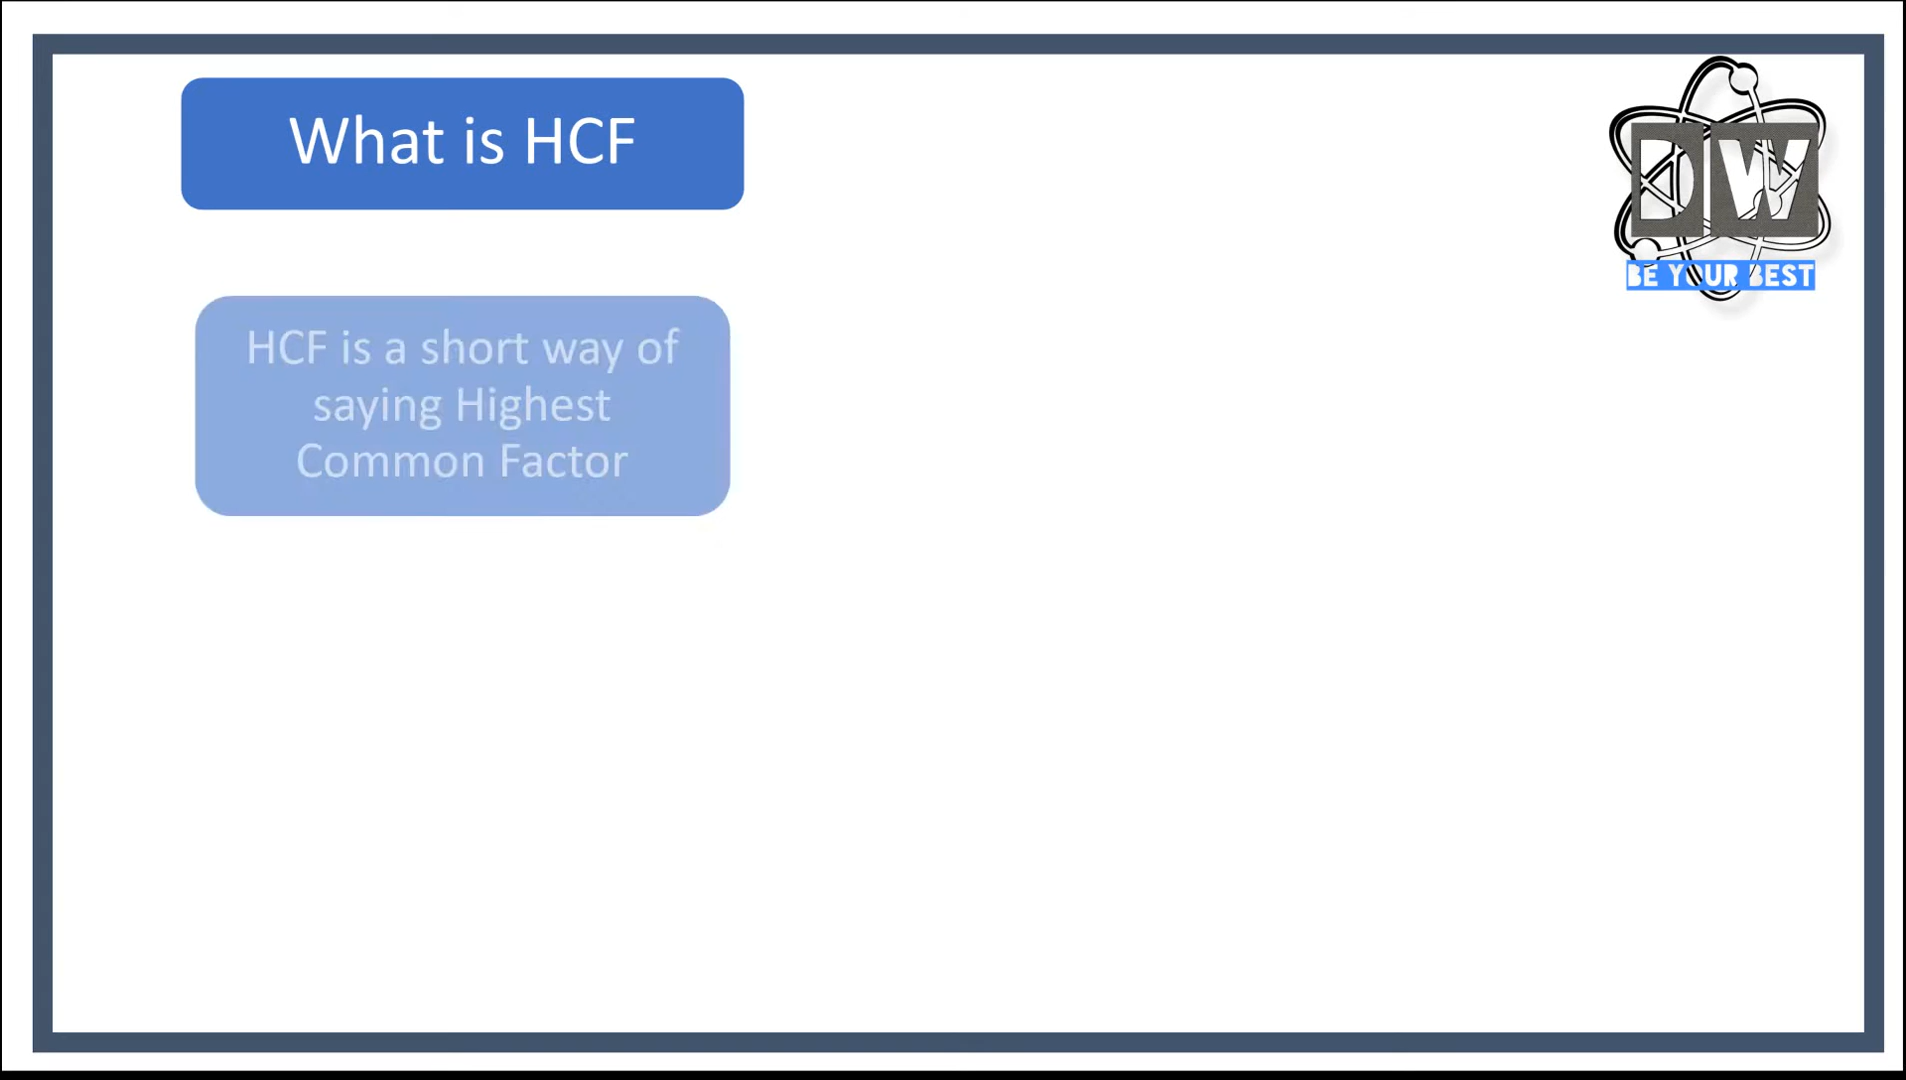 What is HCF
HCF is a short way of
saying Highest
Common Factor
DW
BE YOUR BEST